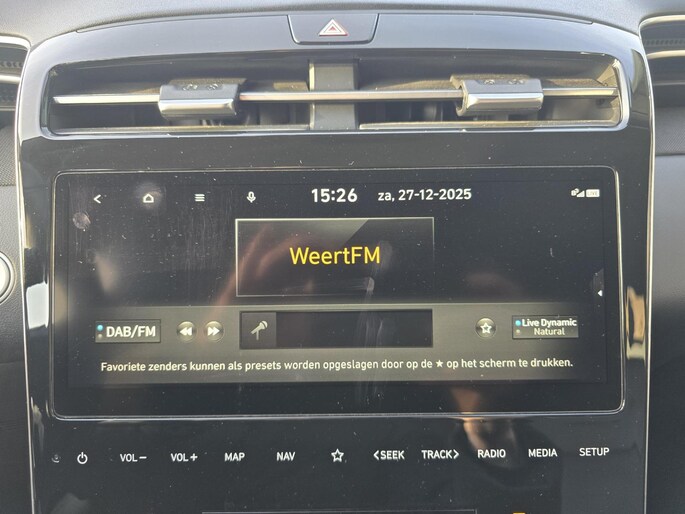 15:26 za, 27-12-2025
WeertFM
DAB/FM
Live Dynamic
Natural
Favoriete zenders kunnen als presets worden opgeslagen door op de ★ op het scherm te drukken.
VOL− VOL+ MAP NAV ☆ <SEEK TRACK> RADIO MEDIA SETUP